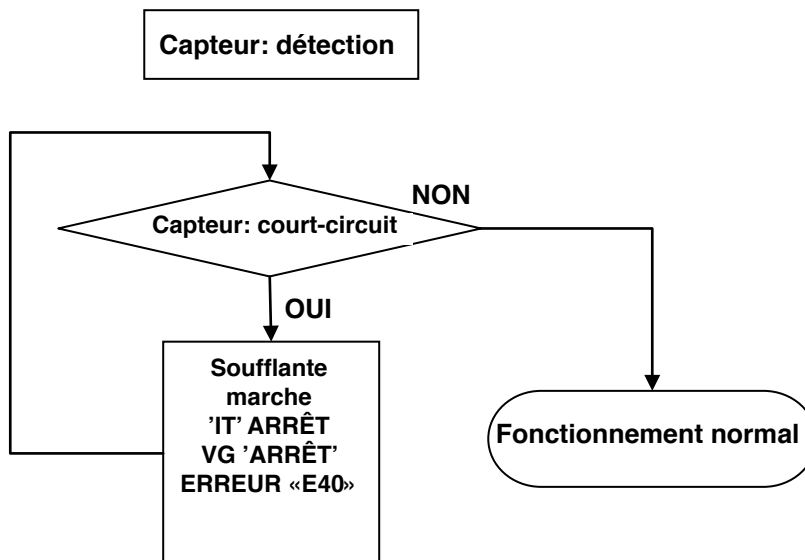 Capteur: détection
NON
Capteur: court-circuit
OUI
Soufflante
marche
'IT' ARRÊT
VG 'ARRÊT'
ERREUR «E40»
Fonctionnement normal